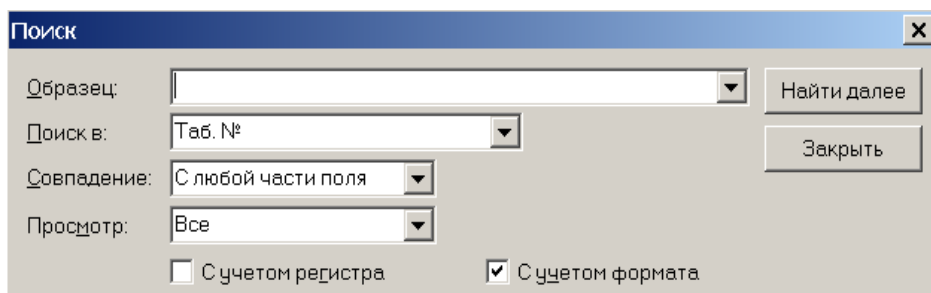 Поиск
Образец:
Найти далее
Поиск в: Таб. №
Закрыть
Совпадение: С любой части поля
Просмотр: Все
С учетом регистра С учетом формата